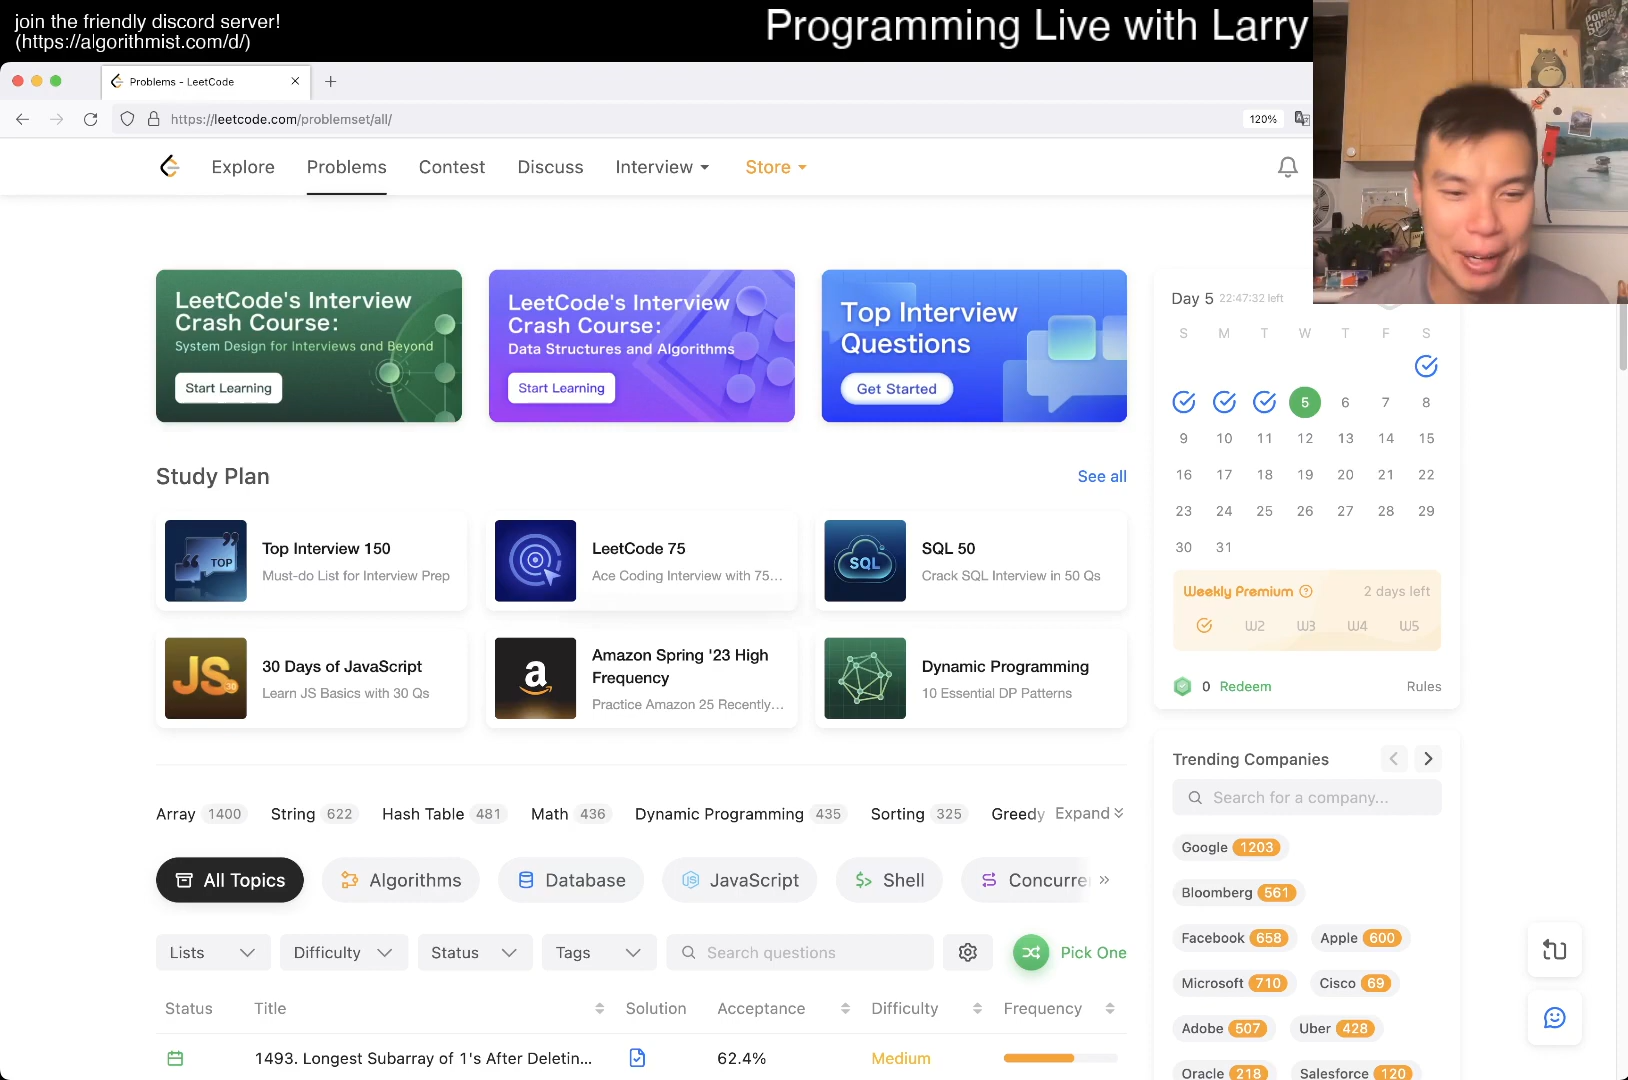 join the friendly discord server!
(https://algorithmist.com/d/)
Programming Live with Larry
Problems - LeetCode
https://leetcode.com/problemset/all/
120%
Explore
Problems
Contest
Discuss
Interview
Store
LeetCode's Interview
Crash Course:
System Design for Interviews and Beyond
Start Learning
LeetCode's Interview
Crash Course:
Data Structures and Algorithms
Start Learning
Top Interview
Questions
Get Started
Day 5 22:47:32 left
S M T W T F S
5 6 7 8
9 10 11 12 13 14 15
16 17 18 19 20 21 22
23 24 25 26 27 28 29
30 31
Weekly Premium 2 days left
W2 W3 W4 W5
0 Redeem Rules
Study Plan
See all
TOP
Top Interview 150
Must-do List for Interview Prep
LeetCode 75
Ace Coding Interview with 75...
SQL
SQL 50
Crack SQL Interview in 50 Qs
JS 30
30 Days of JavaScript
Learn JS Basics with 30 Qs
a
Amazon Spring '23 High
Frequency
Practice Amazon 25 Recently...
Dynamic Programming
10 Essential DP Patterns
Array 1400 String 622 Hash Table 481 Math 436 Dynamic Programming 435 Sorting 325 Greedy Expand
All Topics
Algorithms
Database
JavaScript
Shell
Concurre
Lists
Difficulty
Status
Tags
Search questions
Pick One
Status Title Solution Acceptance Difficulty Frequency
1493. Longest Subarray of 1's After Deletin... 62.4% Medium
Trending Companies
Search for a company...
Google 1203
Bloomberg 561
Facebook 658 Apple 600
Microsoft 710 Cisco 69
Adobe 507 Uber 428
Oracle 218 Salesforce 120